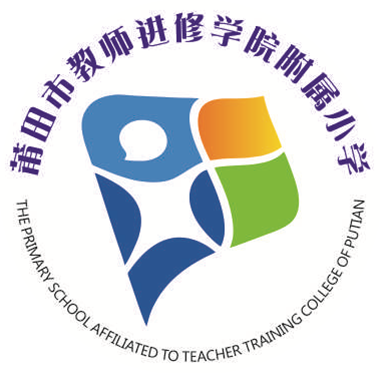 莆田市教师进修学院附属小学
THE PRIMARY SCHOOL AFFILIATED TO TEACHER TRAINING COLLEGE OF PUTIAN